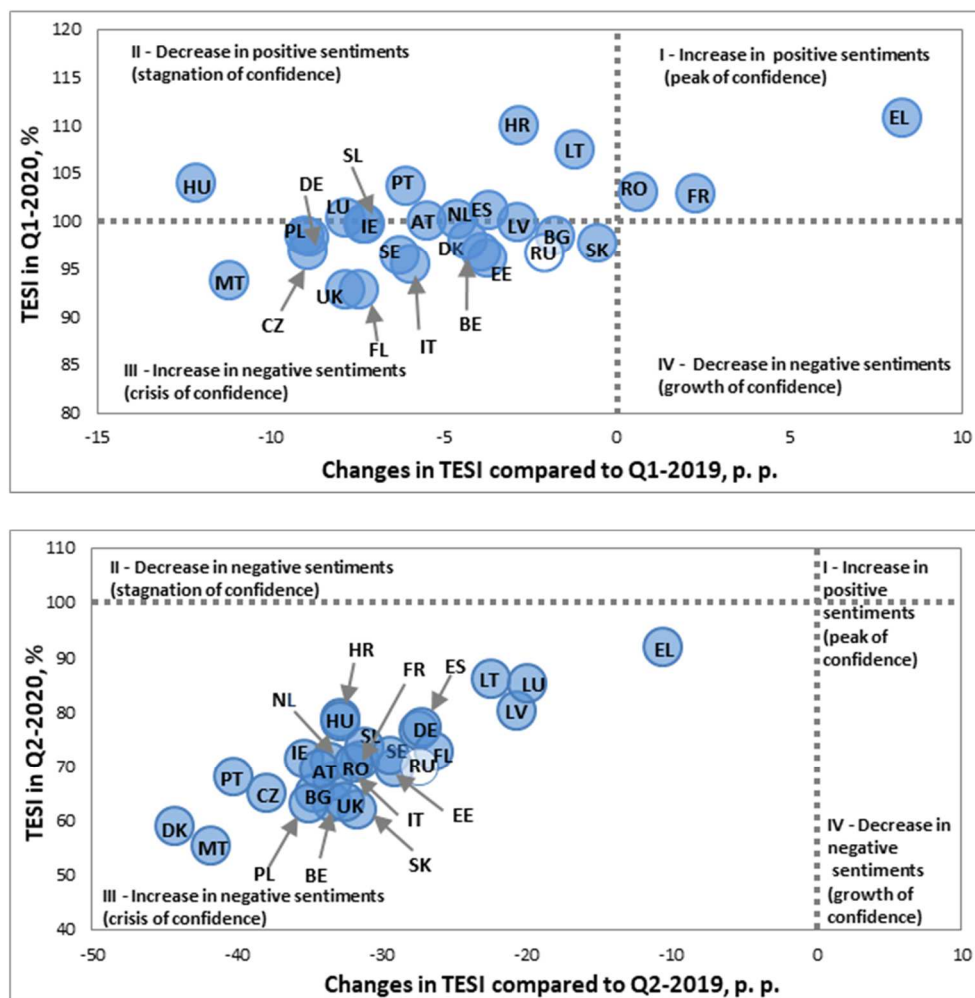 120
115
110
105
100
95
90
85
80
TESI in Q1-2020, %
II - Decrease in positive sentiments
(stagnation of confidence)
I - Increase in positive sentiments
(peak of confidence)
HR
EL
LT
SL
HU
DE
PT
RO
FR
LU
IE
AT
NL
ES
LV
PL
BG
SE
DK
RU
SK
MT
EE
UK
CZ
FL
IT
BE
III - Increase in negative sentiments
(crisis of confidence)
IV - Decrease in negative sentiments
(growth of confidence)
-15
-10
-5
0
5
10
Changes in TESI compared to Q1-2019, p. p.
110
100
90
80
70
60
50
40
TESI in Q2-2020, %
II - Decrease in negative sentiments
(stagnation of confidence)
I - Increase in
positive
sentiments
(peak of
confidence)
HR
FR
ES
EL
LT
LU
NL
HU
LV
DE
SL
IE
SE
FL
AT
RO
RU
PT
CZ
BG
UK
IT
EE
DK
MT
PL
BE
SK
III - Increase in negative sentiments
(crisis of confidence)
IV - Decrease in
negative
sentiments
(growth of
confidence)
-50
-40
-30
-20
-10
0
10
Changes in TESI compared to Q2-2019, p. p.